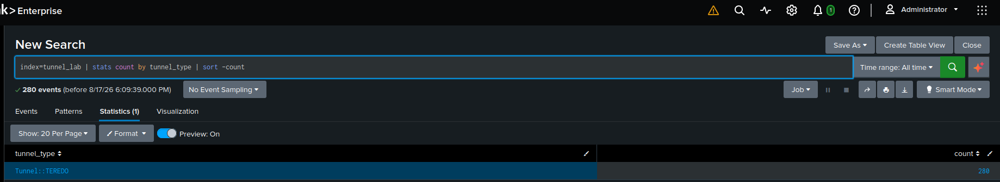 k> Enterprise
1
Administrator
New Search
Save As
Create Table View
Close
index=tunnel_lab | stats count by tunnel_type | sort -count
Time range: All time
280 events (before 8/17/26 6:09:39.000 PM)
No Event Sampling
Job
Smart Mode
Events
Patterns
Statistics (1)
Visualization
Show: 20 Per Page
Format
Preview: On
tunnel_type
count
Tunnel::TEREDO
280